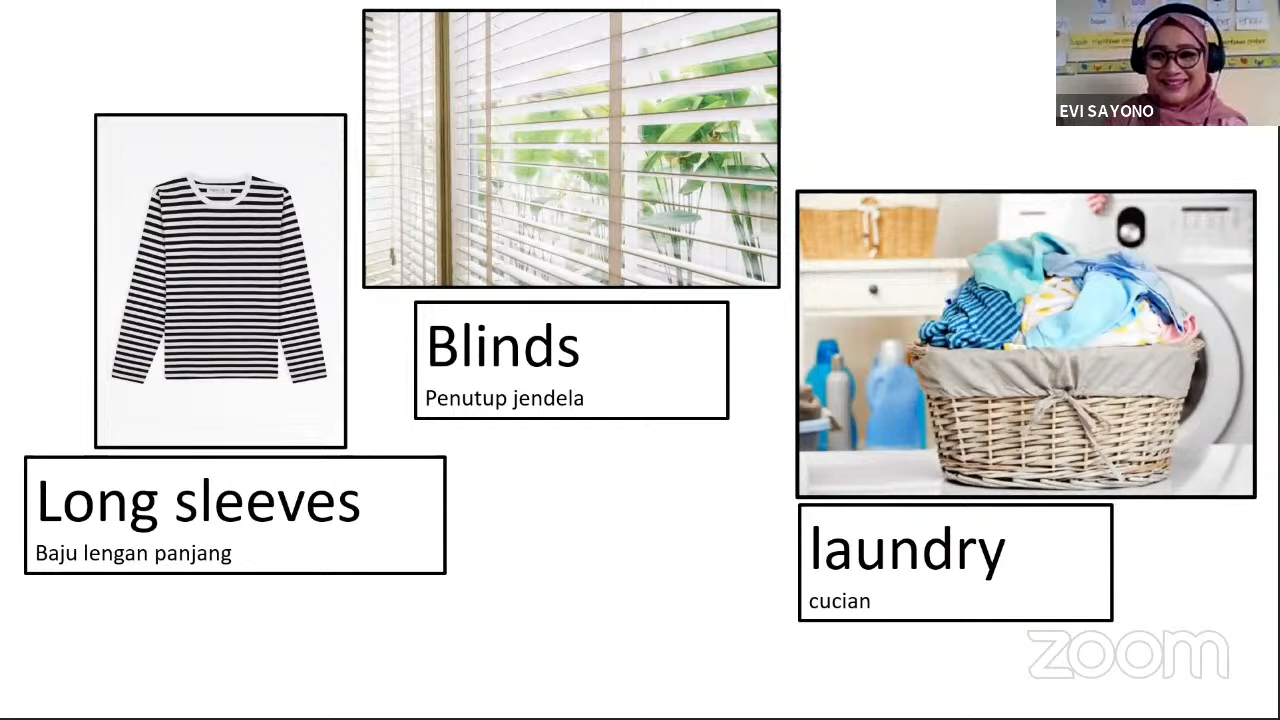 EVI SAYONO
Blinds
Penutup jendela
Long sleeves
Baju lengan panjang
laundry
cucian
zoom